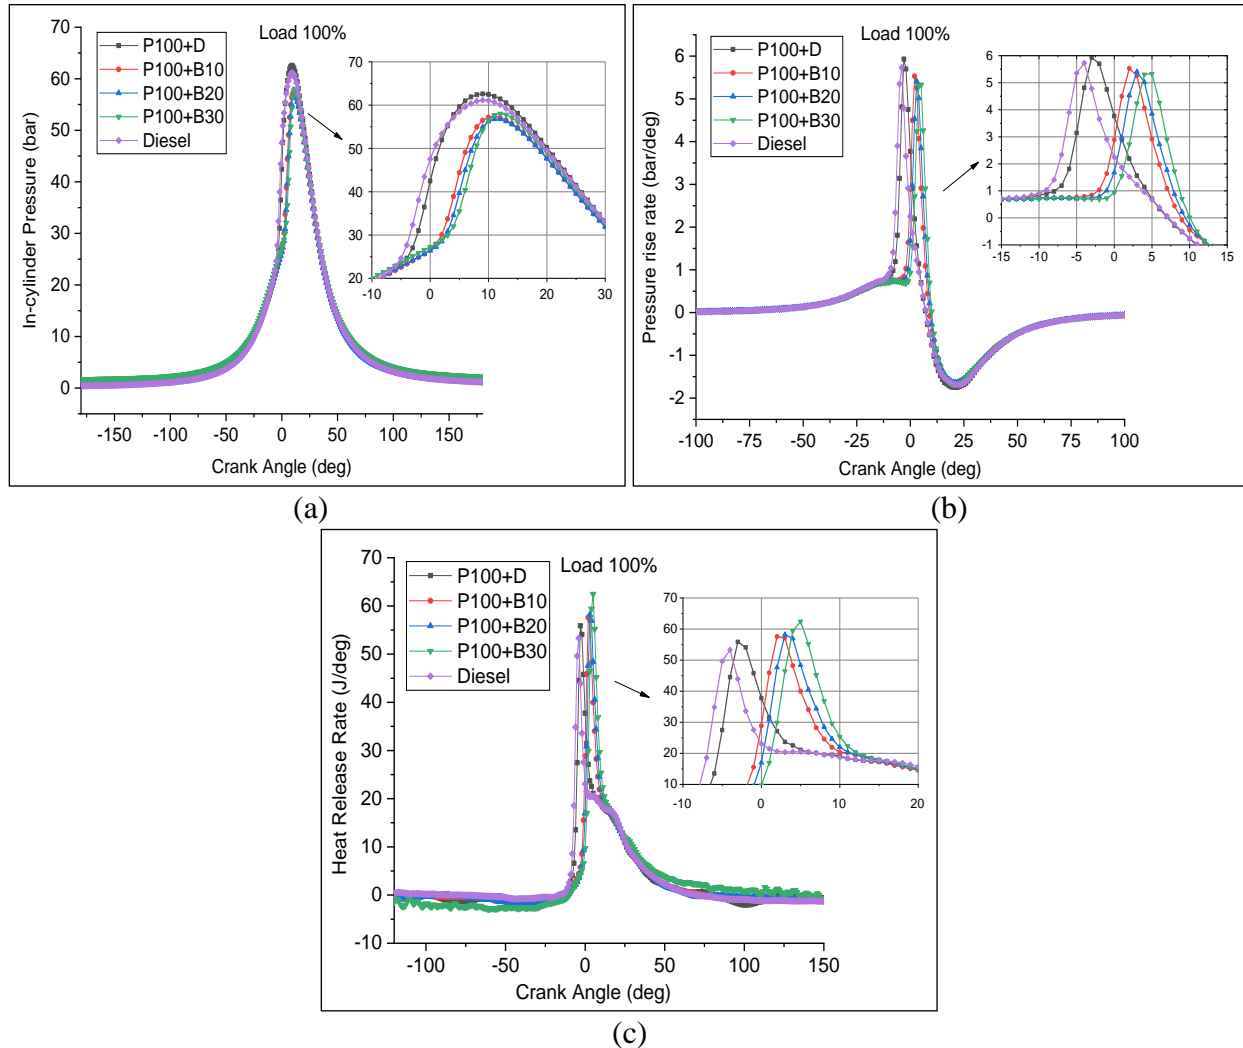 70
60
50
40
30
20
10
0
In-cylinder Pressure (bar)
P100+D
P100+B10
P100+B20
P100+B30
Diesel
Load 100%
70
60
50
40
30
20
-10 0 10 20 30
-150 -100 -50 0 50 100 150
Crank Angle (deg)
(a)
6
5
4
3
2
1
0
-1
-2
Pressure rise rate (bar/deg)
P100+D
P100+B10
P100+B20
P100+B30
Diesel
Load 100%
6
5
4
3
2
1
0
-1
-15 -10 -5 0 5 10 15
-100 -75 -50 -25 0 25 50 75 100
Crank Angle (deg)
(b)
70
60
50
40
30
20
10
0
-10
Heat Release Rate (J/deg)
P100+D
P100+B10
P100+B20
P100+B30
Diesel
Load 100%
70
60
50
40
30
20
10
-10 0 10 20
-100 -50 0 50 100 150
Crank Angle (deg)
(c)